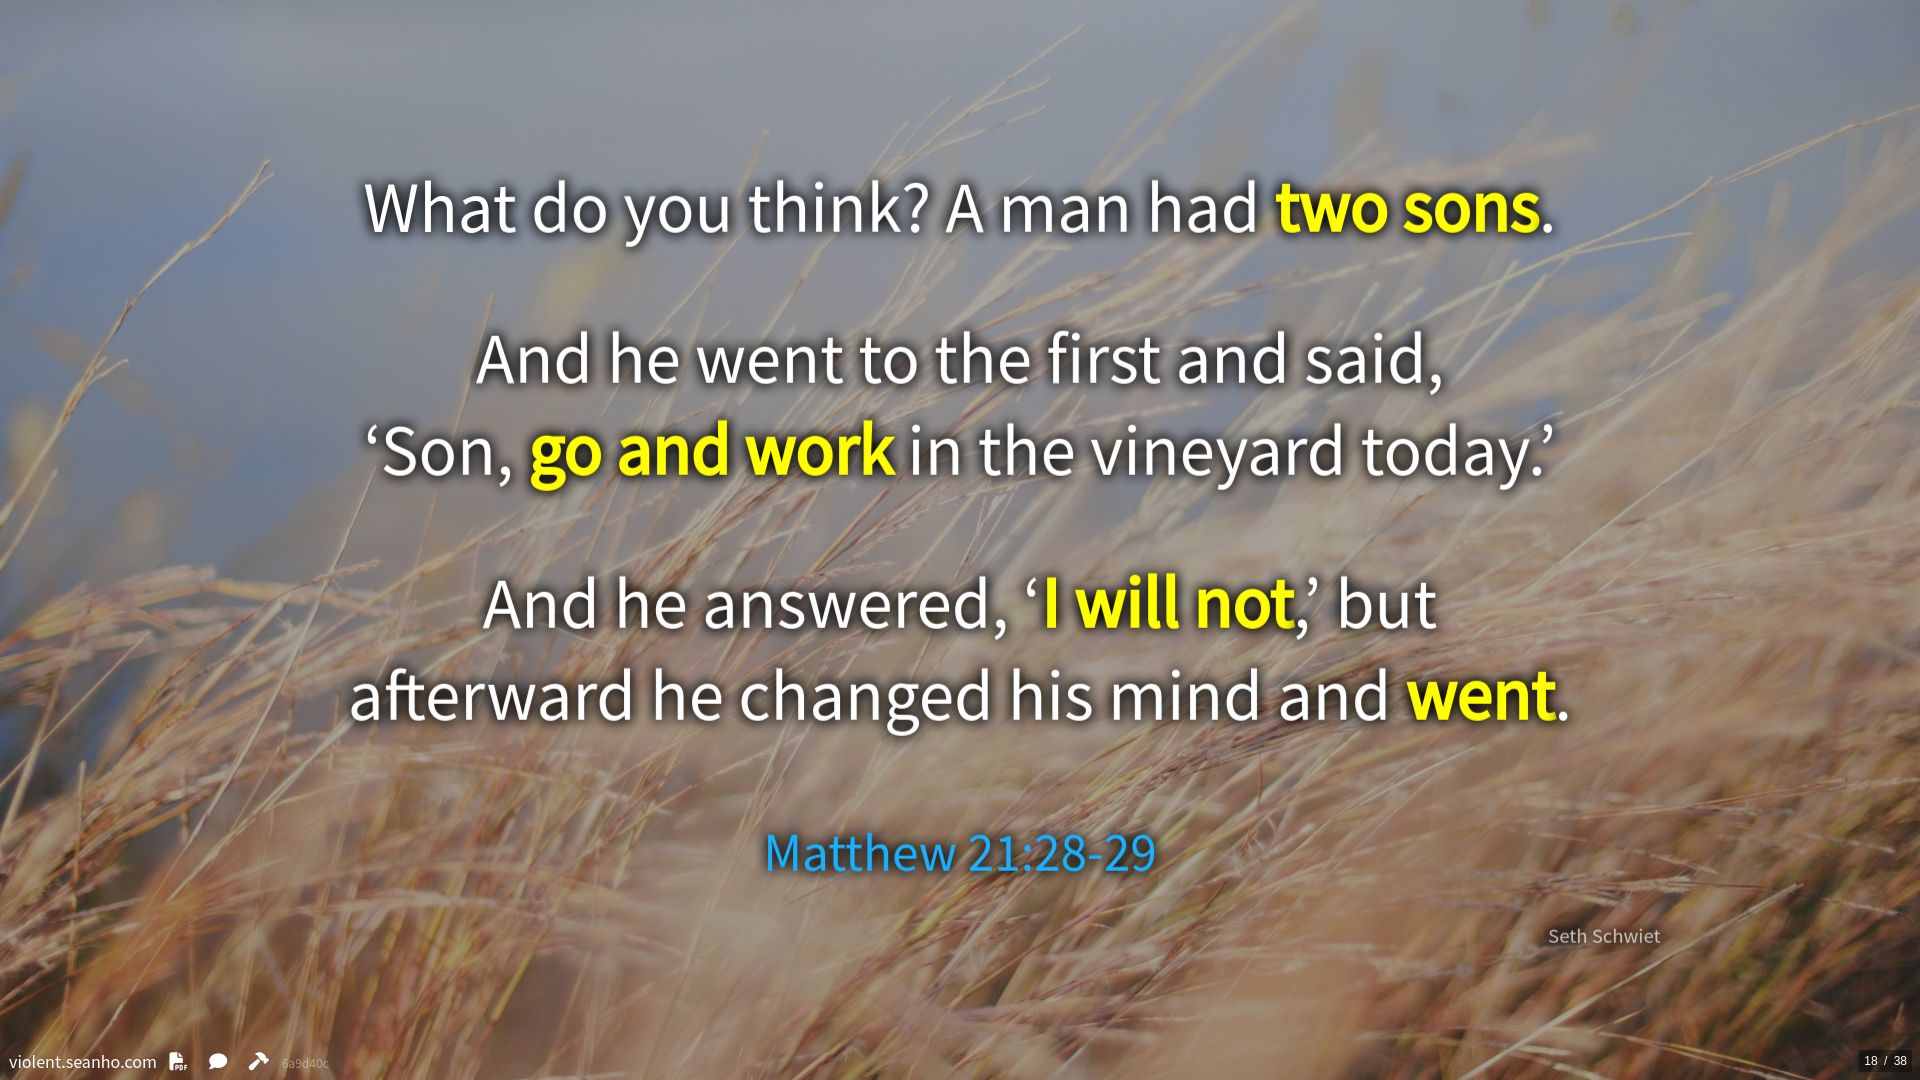 What do you think? A man had two sons.
And he went to the first and said,
‘Son, go and work in the vineyard today.’
And he answered, ‘I will not,’ but
afterward he changed his mind and went.
Matthew 21:28-29
Seth Schwiet
violent.seanho.com PDF 6a9d40c
18 / 38